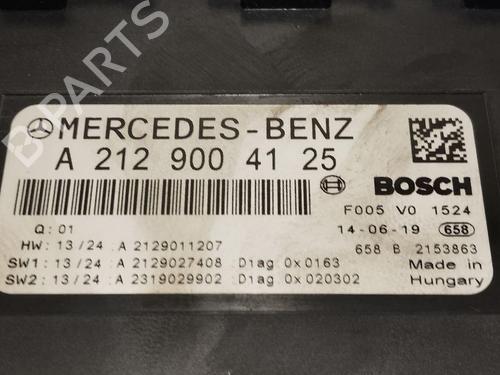 B-PARTS
MERCEDES-BENZ
A 212 900 41 25
BOSCH
Q: 01
F005 V0 1524
HW: 13/24 :A 2129011207
14-06-19 658
SW1: 13/24 :A 2129027408 Diag 0x0163
658 B 2153863
SW2: 13/24 :A 2319029902 Diag 0x020302
Made in
Hungary